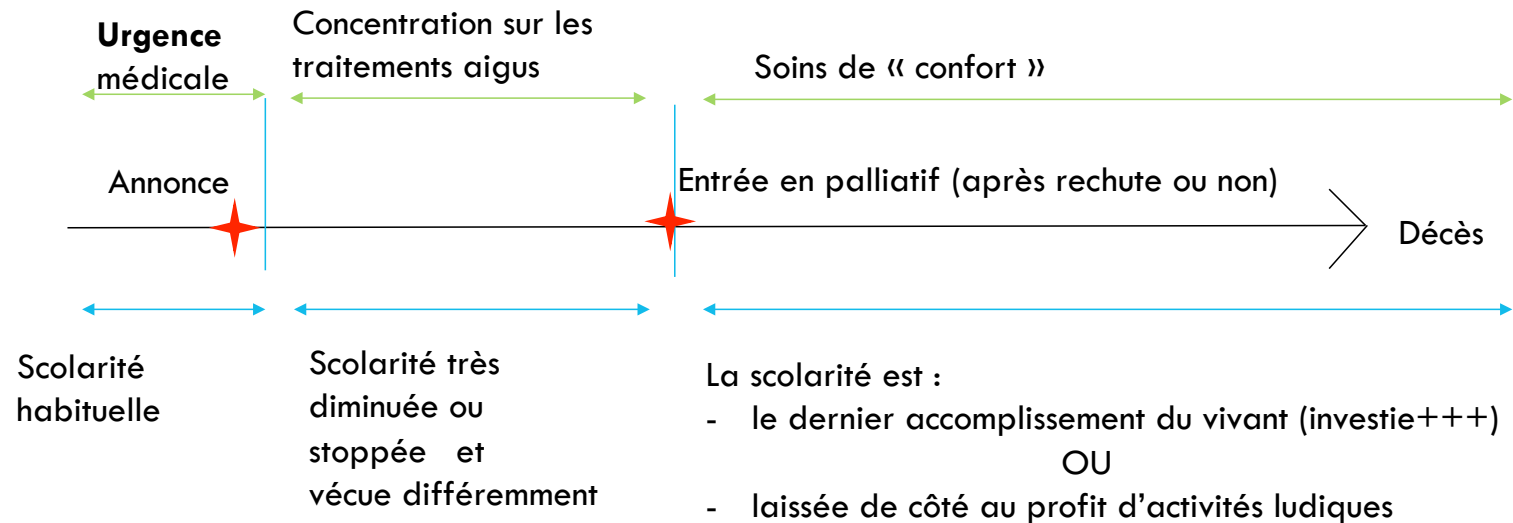 Urgence
médicale
Concentration sur les
traitements aigus
Soins de « confort »
Annonce
Entrée en palliatif (après rechute ou non)
Décès
Scolarité
habituelle
Scolarité très
diminuée ou
stoppée et
vécue différemment
La scolarité est :
- le dernier accomplissement du vivant (investie+++)
OU
- laissée de côté au profit d’activités ludiques